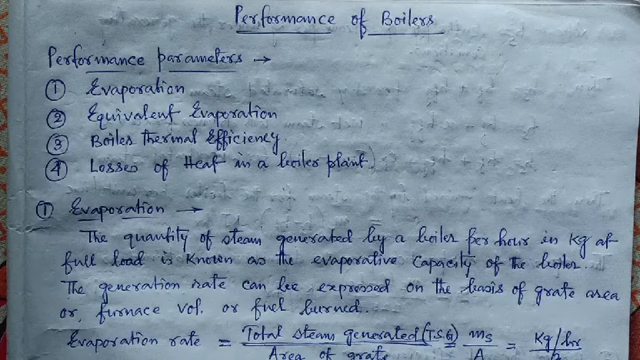 Performance of Boilers
Performance parameters →
① Evaporation
② Equivalent Evaporation
③ Boiler thermal Efficiency
④ Losses of Heat in a boiler plant
① Evaporation →
The quantity of steam generated by a boiler per hour in Kg at
full load is known as the evaporative capacity of the boiler.
The generation rate can be expressed on the basis of grate area
or, furnace vol. or fuel burned.
Evaporation rate = Total steam generated (T.S.G) = ms = Kg/hr
Area of grate A